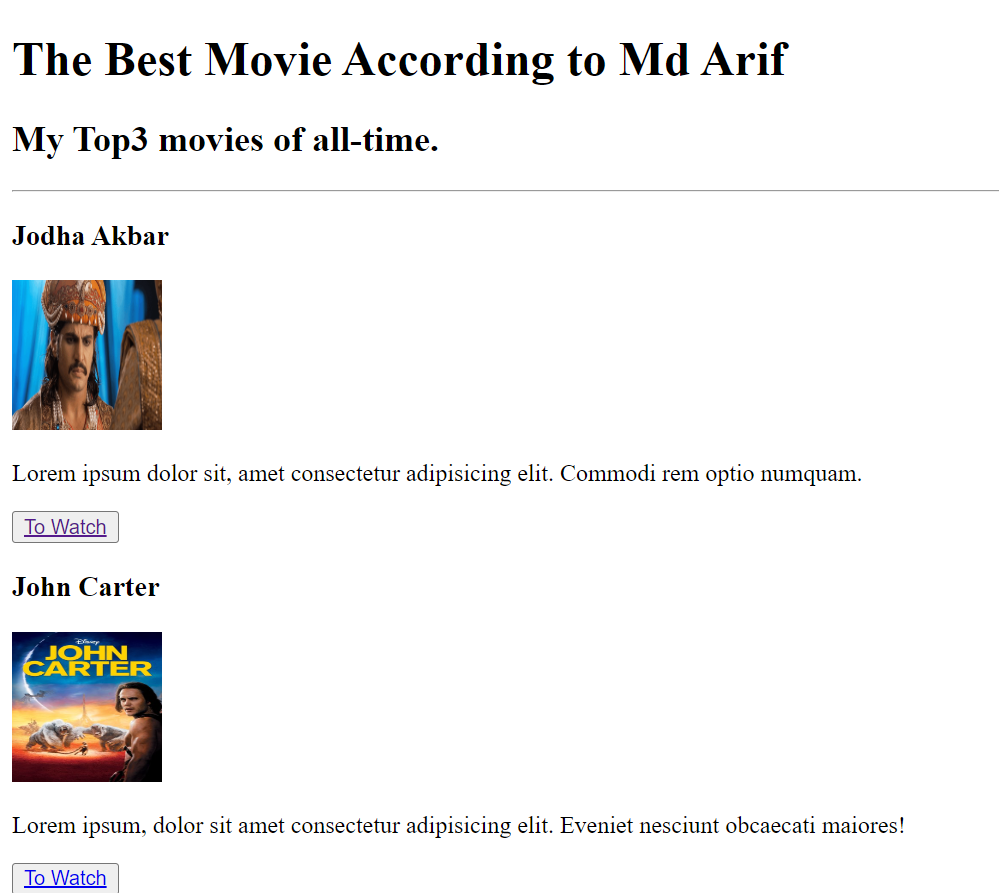 The Best Movie According to Md Arif
My Top3 movies of all-time.
Jodha Akbar
Lorem ipsum dolor sit, amet consectetur adipisicing elit. Commodi rem optio numquam.
To Watch
John Carter
Disney
JOHN
CARTER
Lorem ipsum, dolor sit amet consectetur adipisicing elit. Eveniet nesciunt obcaecati maiores!
To Watch